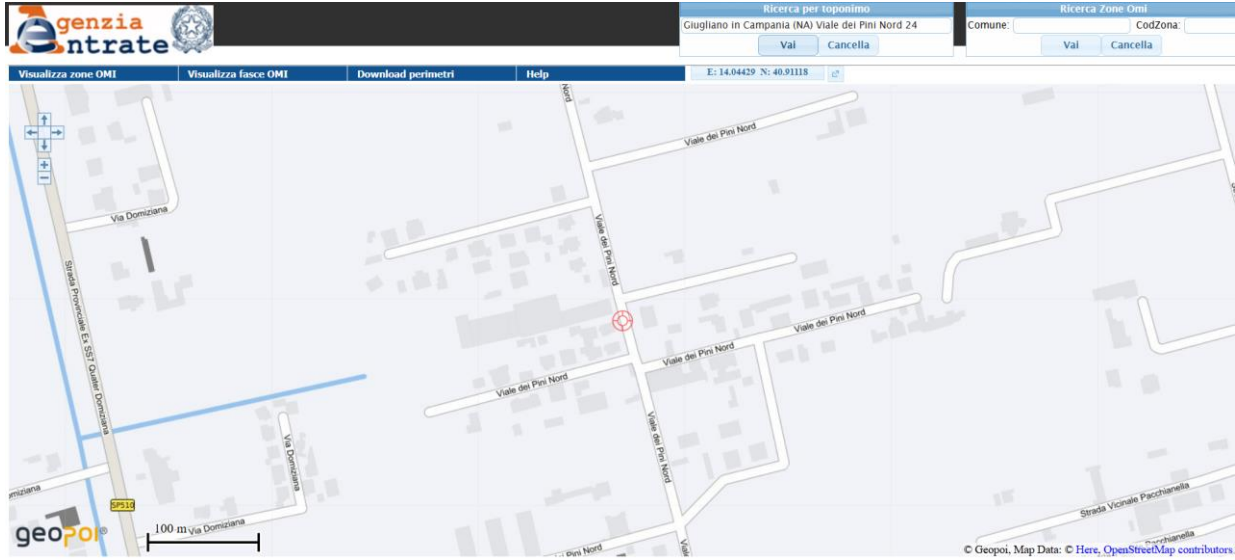 genzia
ntrate
Ricerca per toponimo
Giugliano in Campania (NA) Viale dei Pini Nord 24
Vai Cancella
Ricerca Zone Omi
Comune: CodZona:
Vai Cancella
Visualizza zone OMI Visualizza fasce OMI Download perimetri Help E: 14.04429 N: 40.91118
Nord
Viale dei Pini Nord
Via Domiziana
Viale dei Pini Nord
Strada Provinciale Ex SS7 Quater Domiziana
Viale dei Pini Nord
Viale dei Pini Nord
Viale dei Pini Nord
Via Domiziana
Viale dei Pini Nord
miziana
SP510
Strada Vicinale Pacchianella
Via Domiziana
Pacchianella
dei Pini Nord
Viale
geopoi®
100 m
© Geopoi, Map Data: © Here, OpenStreetMap contributors